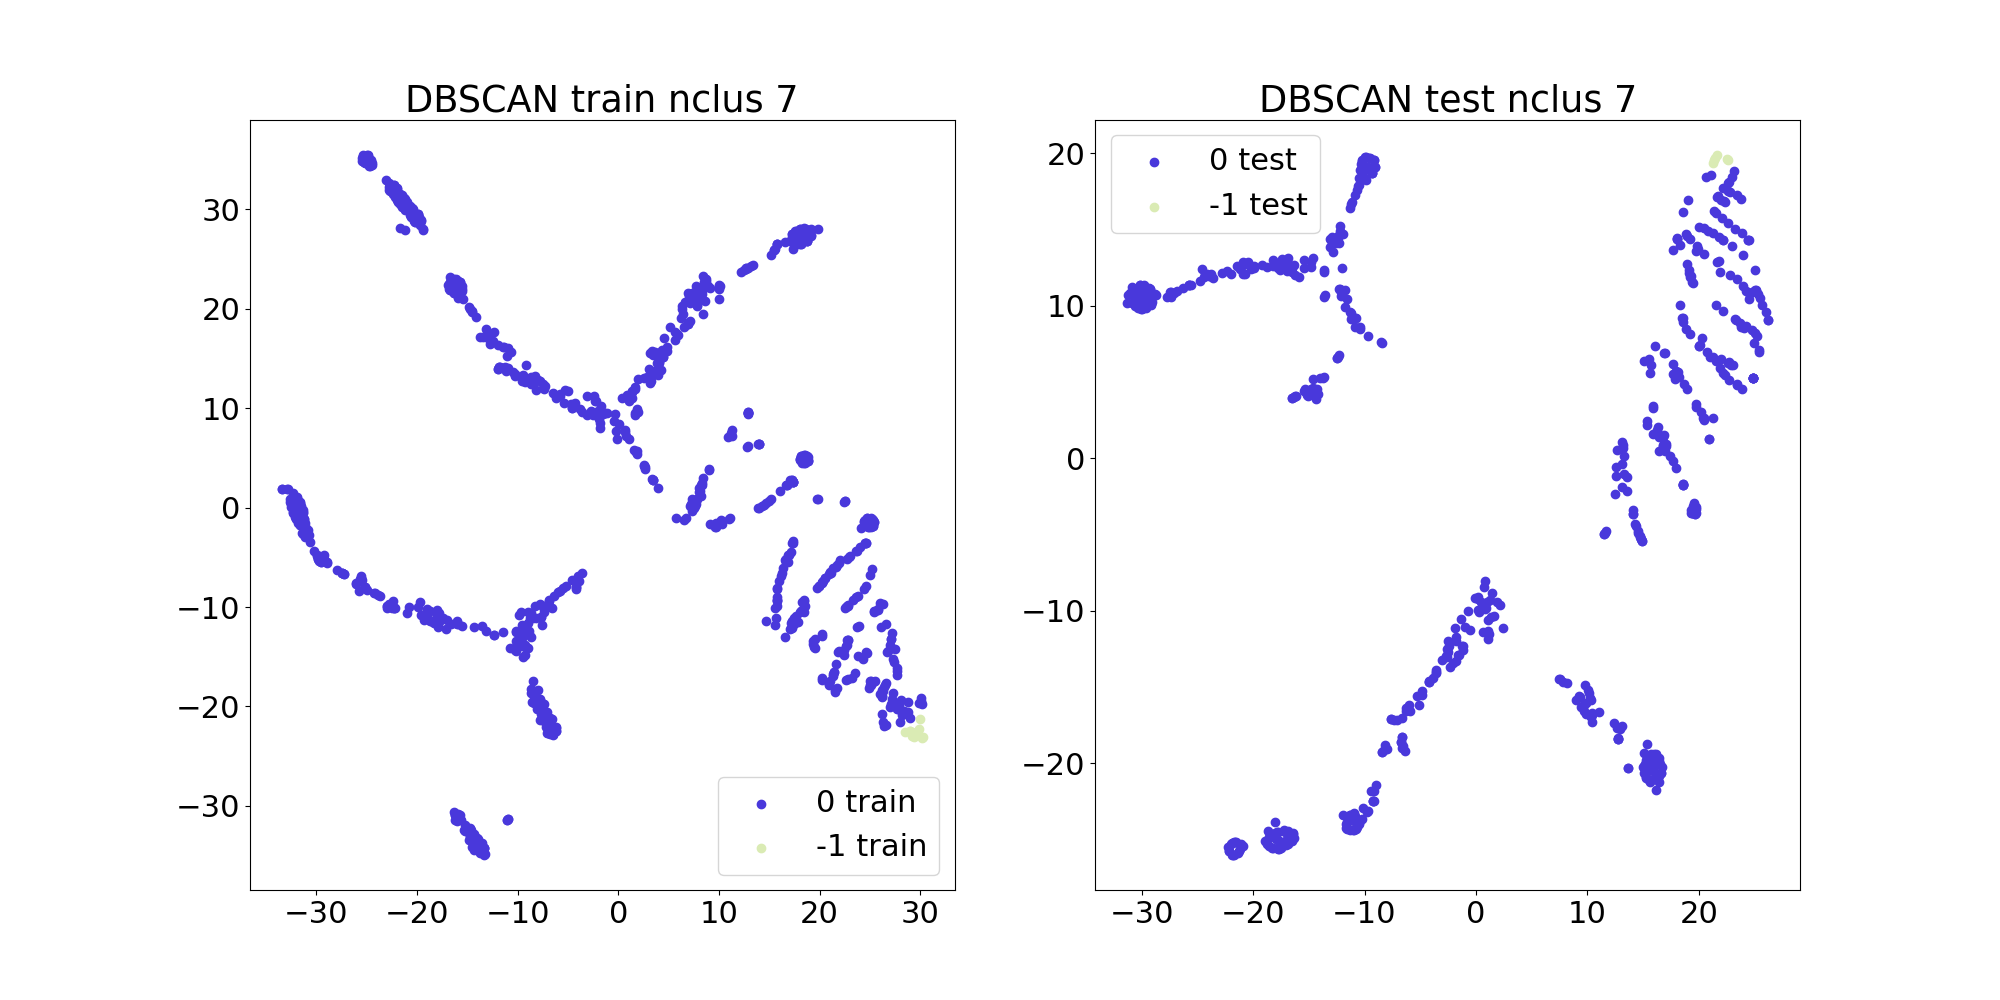 DBSCAN train nclus 7
30
20
10
0
−10
−20
−30
−30 −20 −10 0 10 20 30
0 train
-1 train
DBSCAN test nclus 7
0 test
-1 test
20
10
0
−10
−20
−30 −20 −10 0 10 20